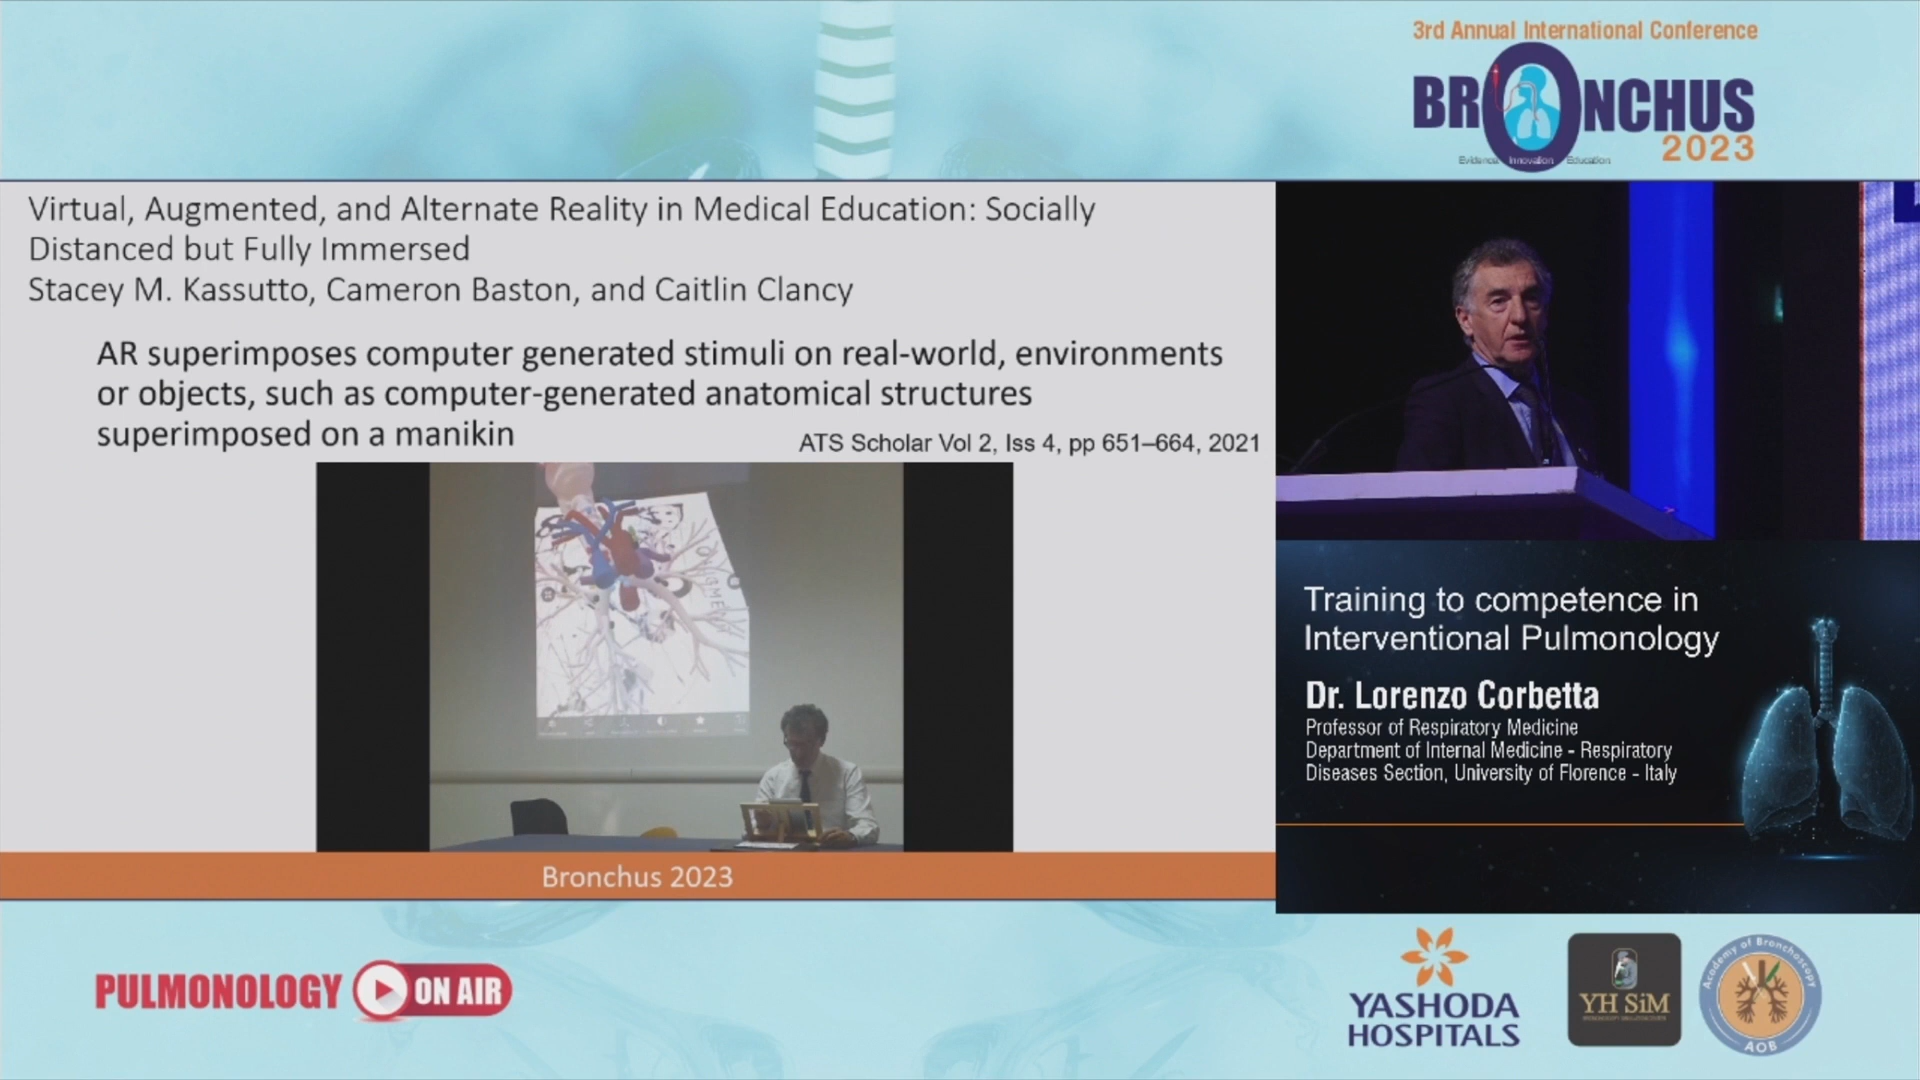 3rd Annual International Conference
BRONCHUS
2023
Evidence Innovation Education
Virtual, Augmented, and Alternate Reality in Medical Education: Socially
Distanced but Fully Immersed
Stacey M. Kassutto, Cameron Baston, and Caitlin Clancy
AR superimposes computer generated stimuli on real-world, environments
or objects, such as computer-generated anatomical structures
superimposed on a manikin
ATS Scholar Vol 2, Iss 4, pp 651–664, 2021
Bronchus 2023
Training to competence in
Interventional Pulmonology
Dr. Lorenzo Corbetta
Professor of Respiratory Medicine
Department of Internal Medicine - Respiratory
Diseases Section, University of Florence - Italy
PULMONOLOGY ON AIR
YASHODA
HOSPITALS
YH SiM
Academy of Bronchoscopy
AOB